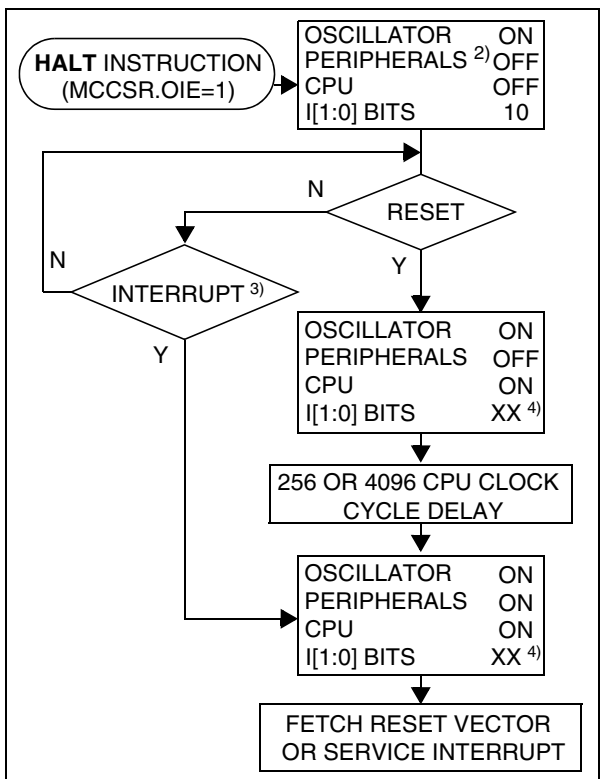 HALT INSTRUCTION
(MCCSR.OIE=1)
OSCILLATOR ON
PERIPHERALS 2) OFF
CPU OFF
I[1:0] BITS 10
N
RESET
Y
N
INTERRUPT 3)
Y
OSCILLATOR ON
PERIPHERALS OFF
CPU ON
I[1:0] BITS XX 4)
256 OR 4096 CPU CLOCK
CYCLE DELAY
OSCILLATOR ON
PERIPHERALS ON
CPU ON
I[1:0] BITS XX 4)
FETCH RESET VECTOR
OR SERVICE INTERRUPT